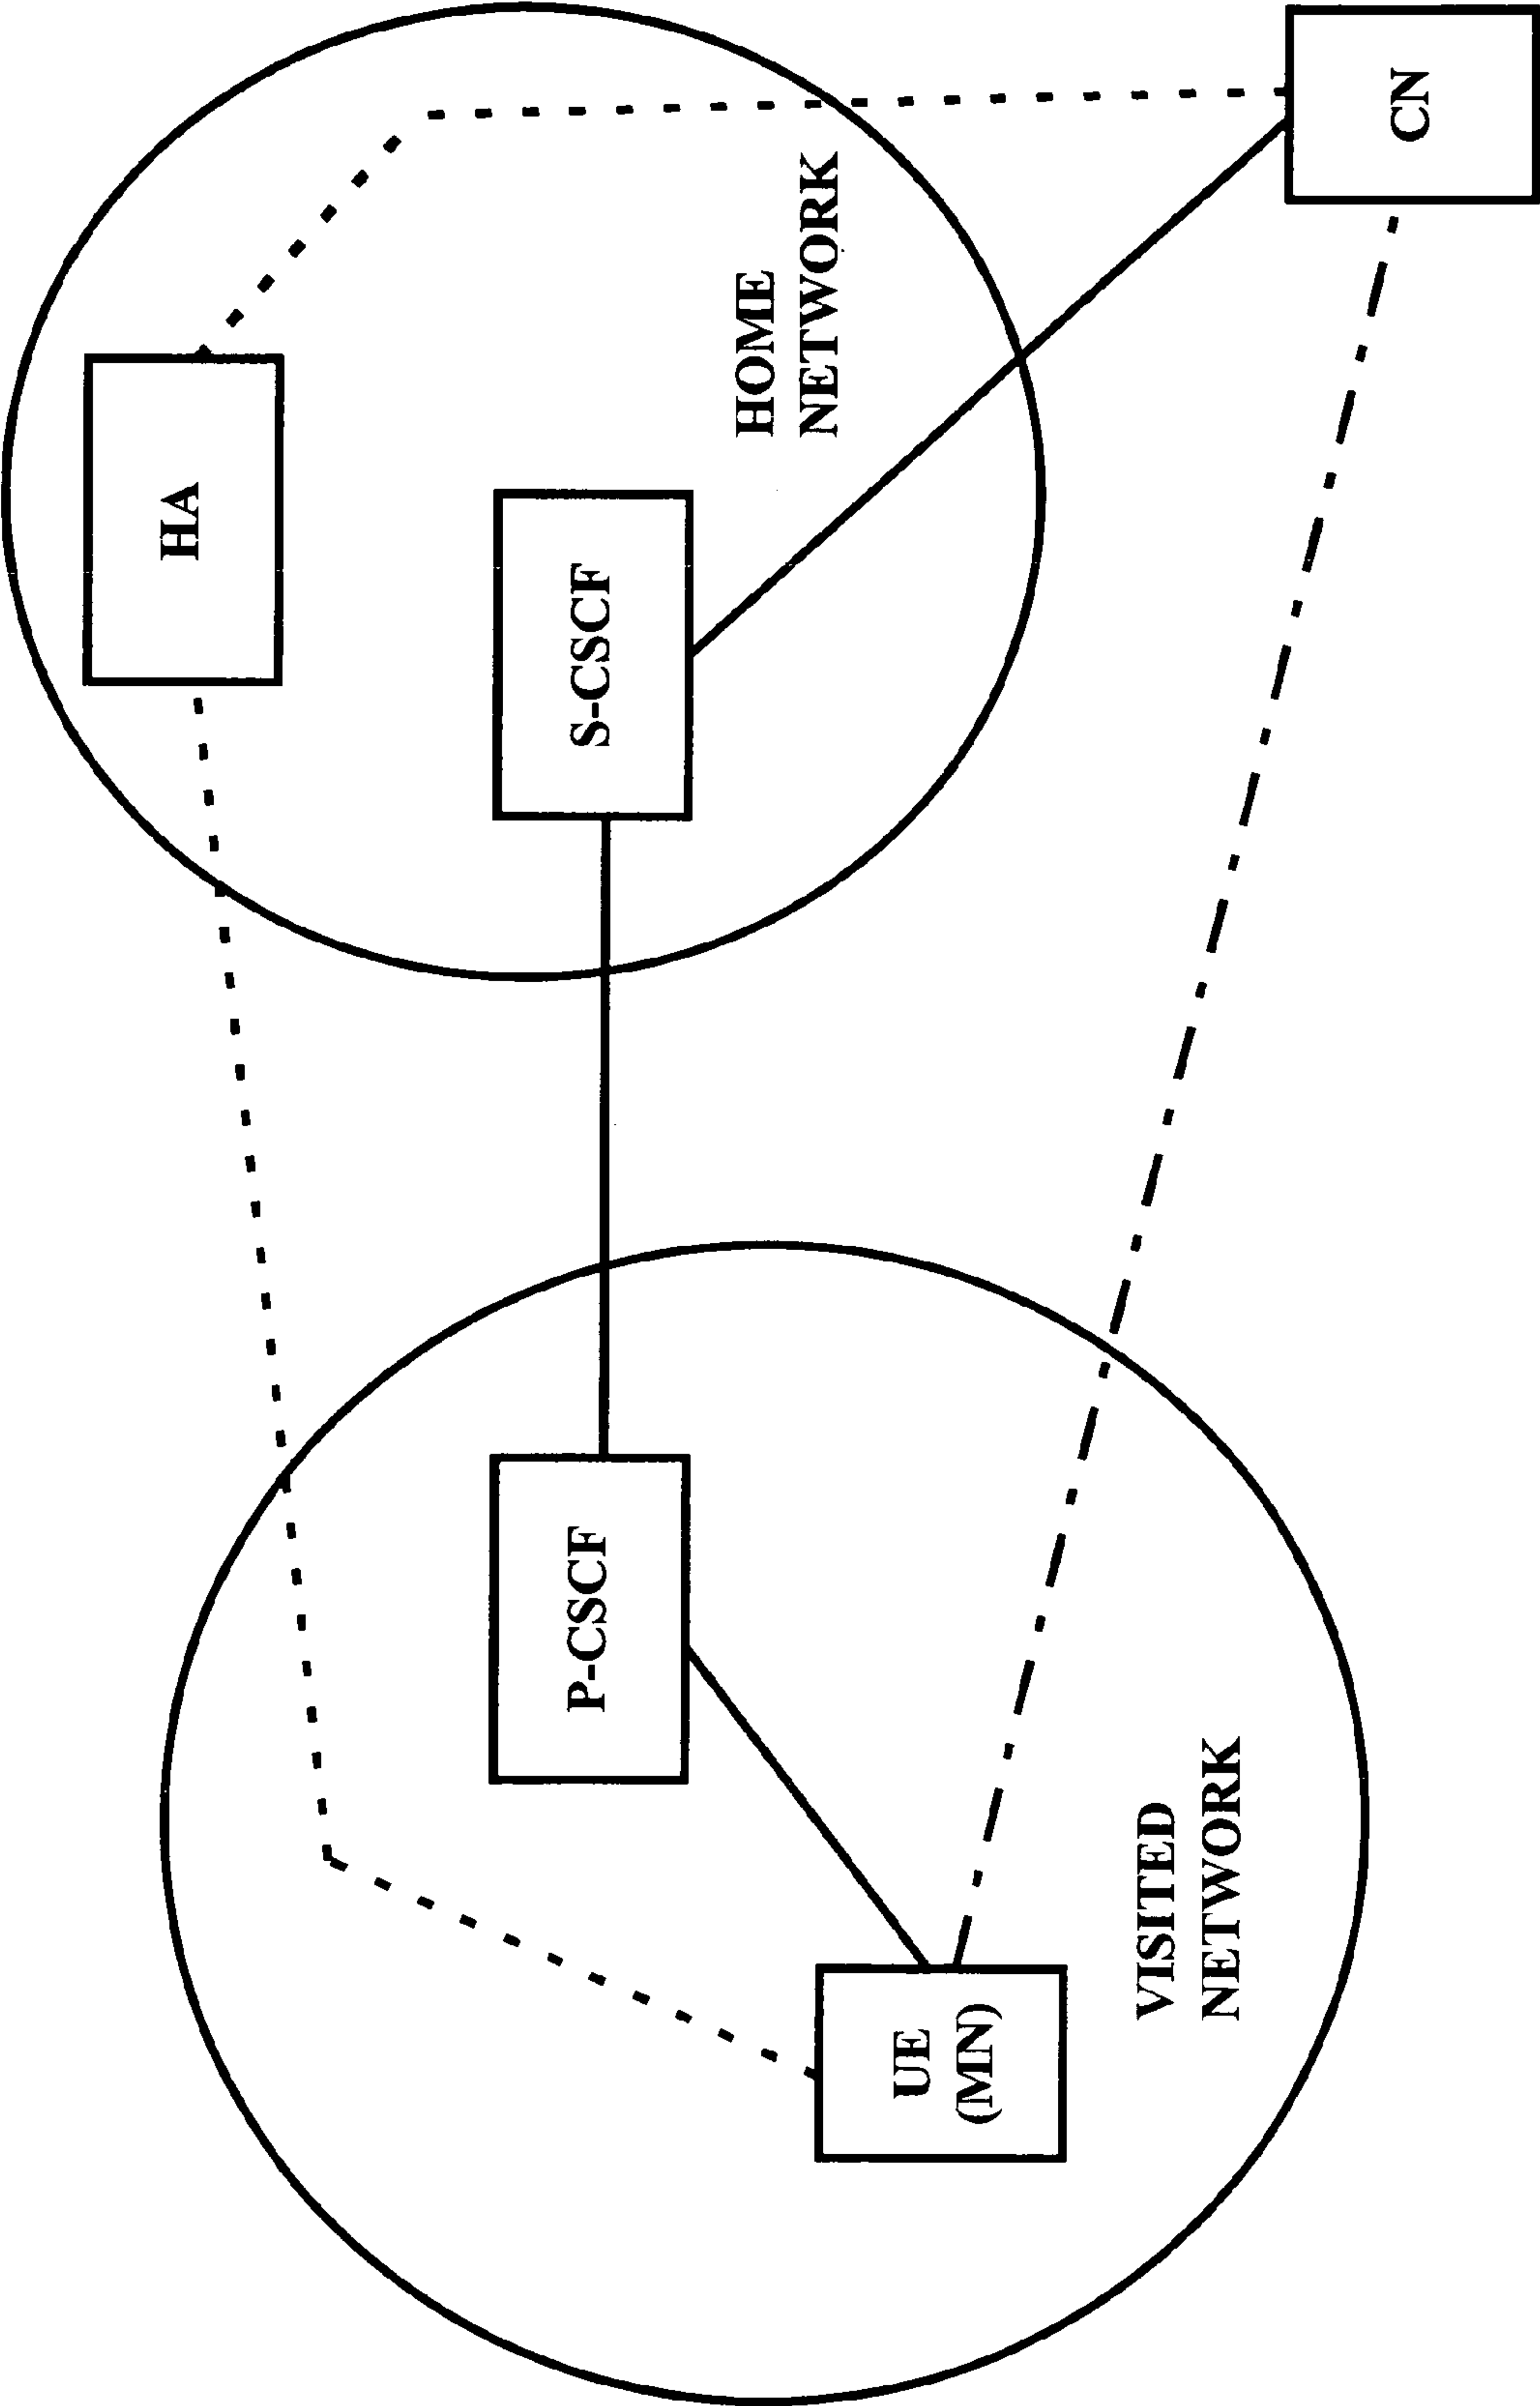 HA
S-CSCF
HOME
NETWORK
CN
P-CSCF
UE
(MN)
VISITED
NETWORK